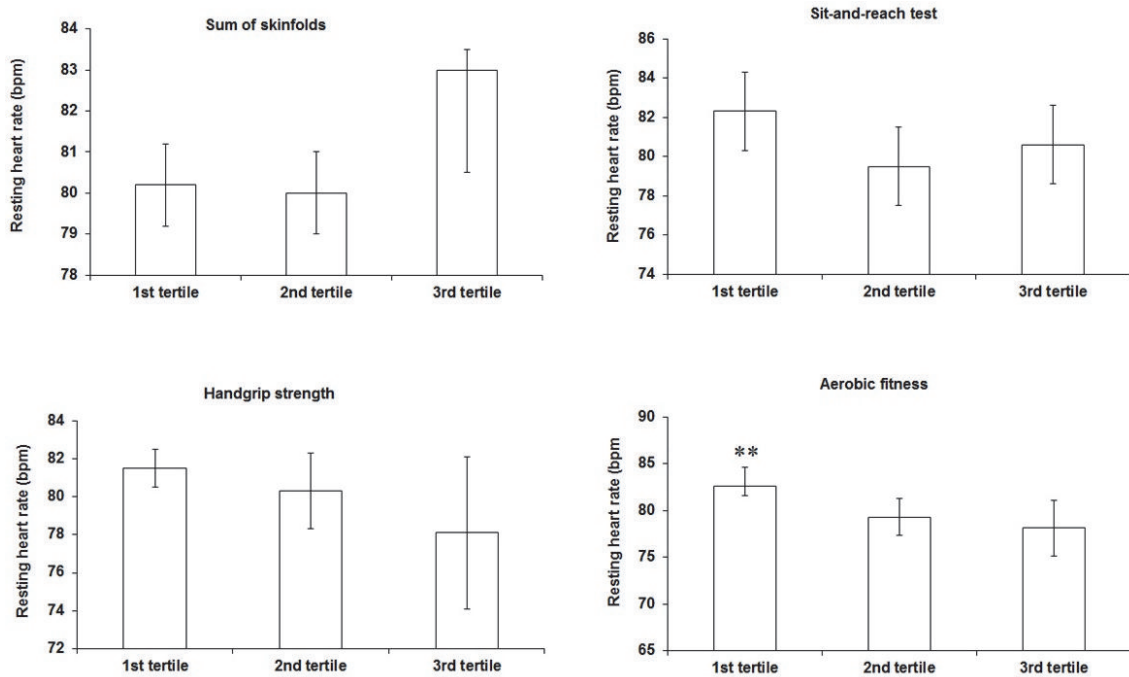 Sum of skinfolds
Resting heart rate (bpm)
84
83
82
81
80
79
78
1st tertile
2nd tertile
3rd tertile
Sit-and-reach test
Resting heart rate (bpm)
86
84
82
80
78
76
74
1st tertile
2nd tertile
3rd tertile
Handgrip strength
Resting heart rate (bpm)
84
82
80
78
76
74
72
1st tertile
2nd tertile
3rd tertile
Aerobic fitness
Resting heart rate (bpm
90
85
80
75
70
65
**
1st tertile
2nd tertile
3rd tertile